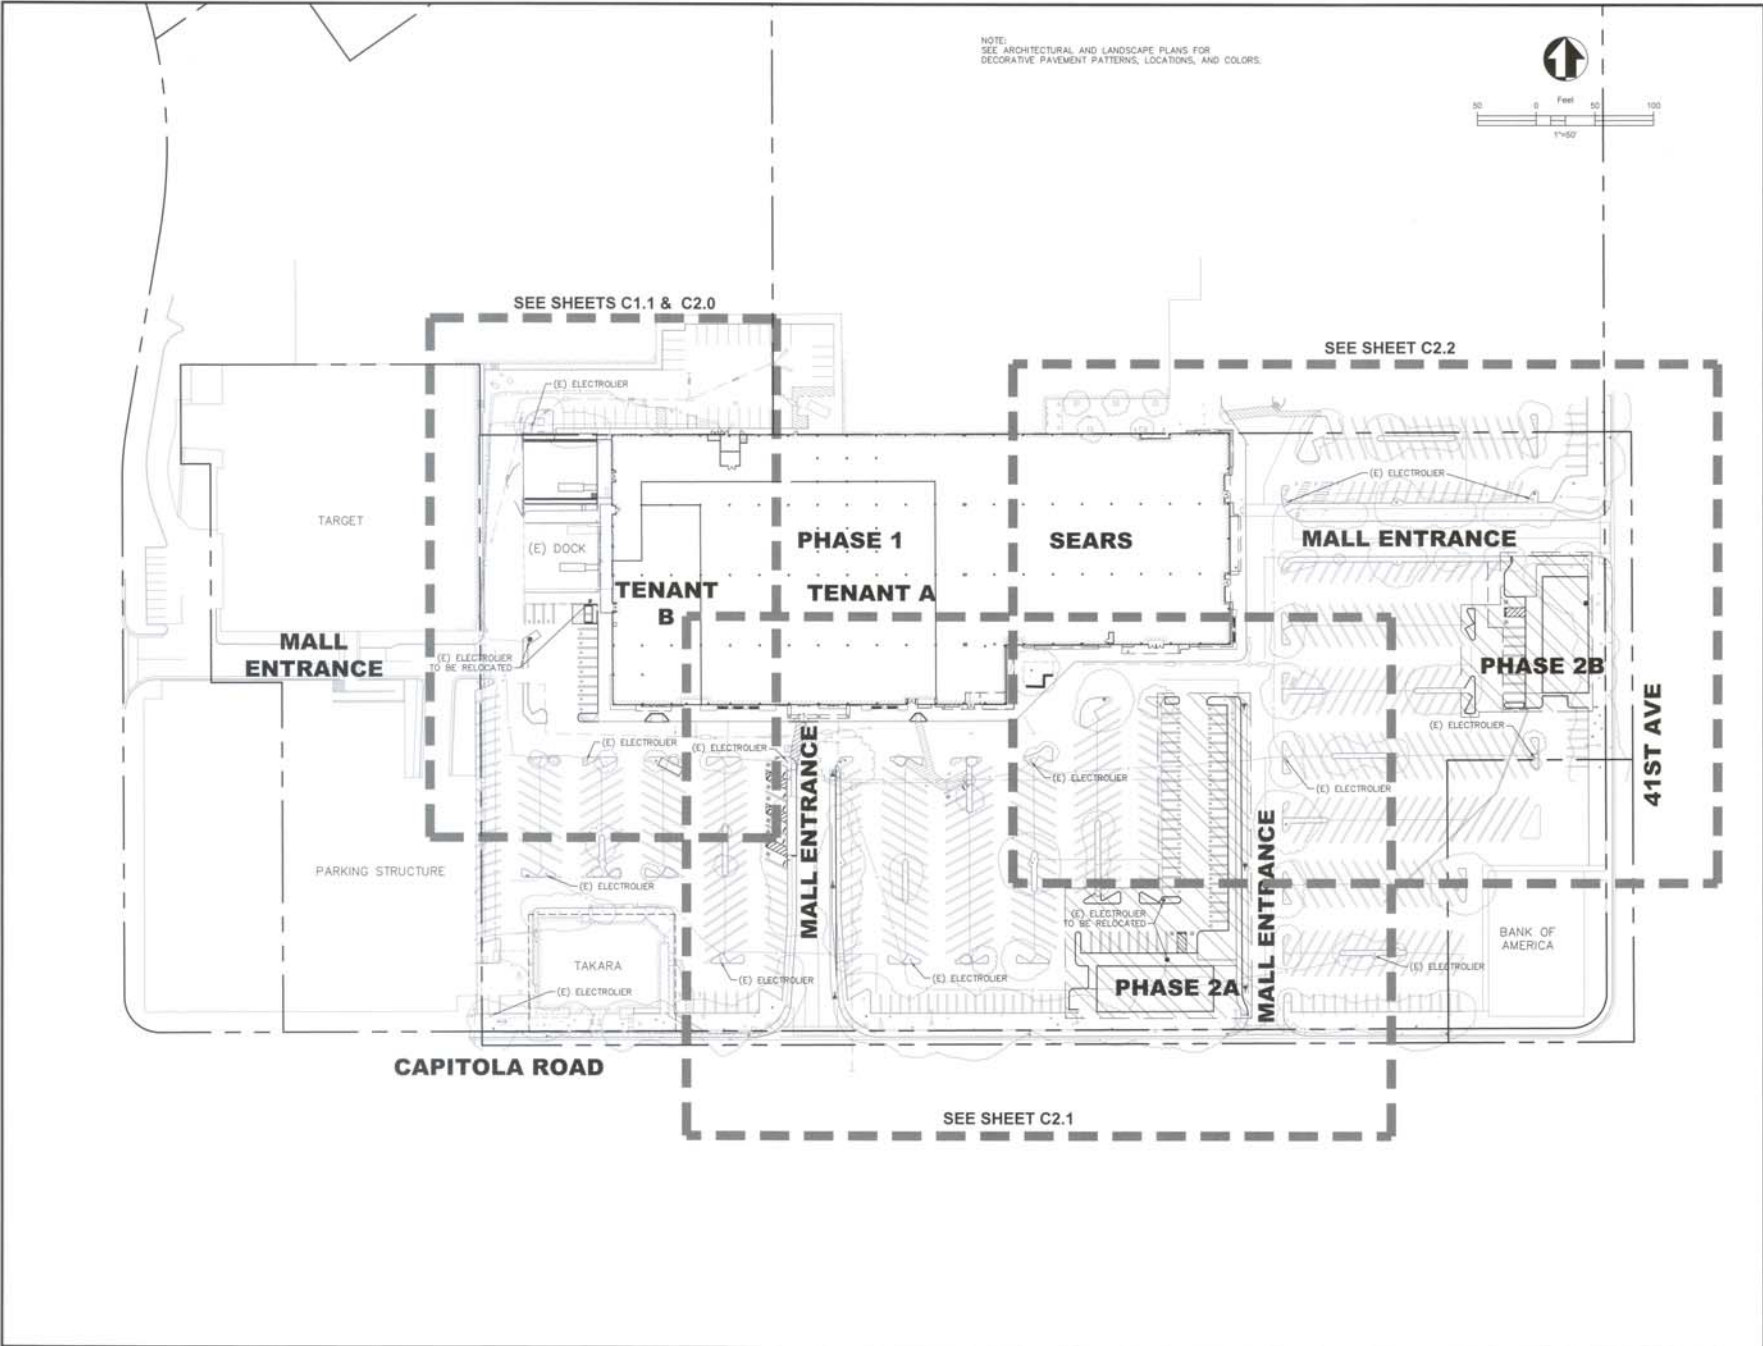 NOTE:
SEE ARCHITECTURAL AND LANDSCAPE PLANS FOR
DECORATIVE PAVEMENT PATTERNS, LOCATIONS, AND COLORS.
Feet
50 0 50 100
1"=50'
SEE SHEETS C1.1 & C2.0
SEE SHEET C2.2
(E) ELECTROLIER
(E) ELECTROLIER
TARGET
(E) DOCK
PHASE 1
SEARS
MALL ENTRANCE
TENANT
B
TENANT A
MALL
ENTRANCE
(E) ELECTROLIER
TO BE RELOCATED
PHASE 2B
41ST AVE
(E) ELECTROLIER
(E) ELECTROLIER
(E) ELECTROLIER
(E) ELECTROLIER
(E) ELECTROLIER
MALL ENTRANCE
MALL ENTRANCE
PARKING STRUCTURE
(E) ELECTROLIER
(E) ELECTROLIER
TO BE RELOCATED
BANK OF
AMERICA
TAKARA
(E) ELECTROLIER
(E) ELECTROLIER
(E) ELECTROLIER
(E) ELECTROLIER
PHASE 2A
CAPITOLA ROAD
SEE SHEET C2.1